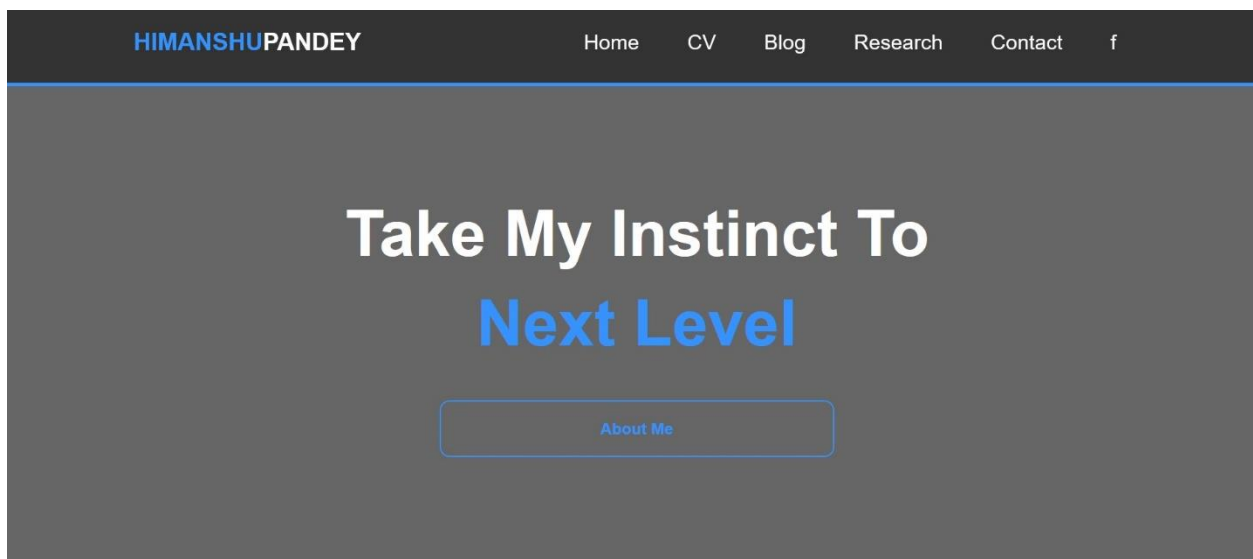 HIMANSHUPANDEY Home CV Blog Research Contact f
Take My Instinct To
Next Level
About Me